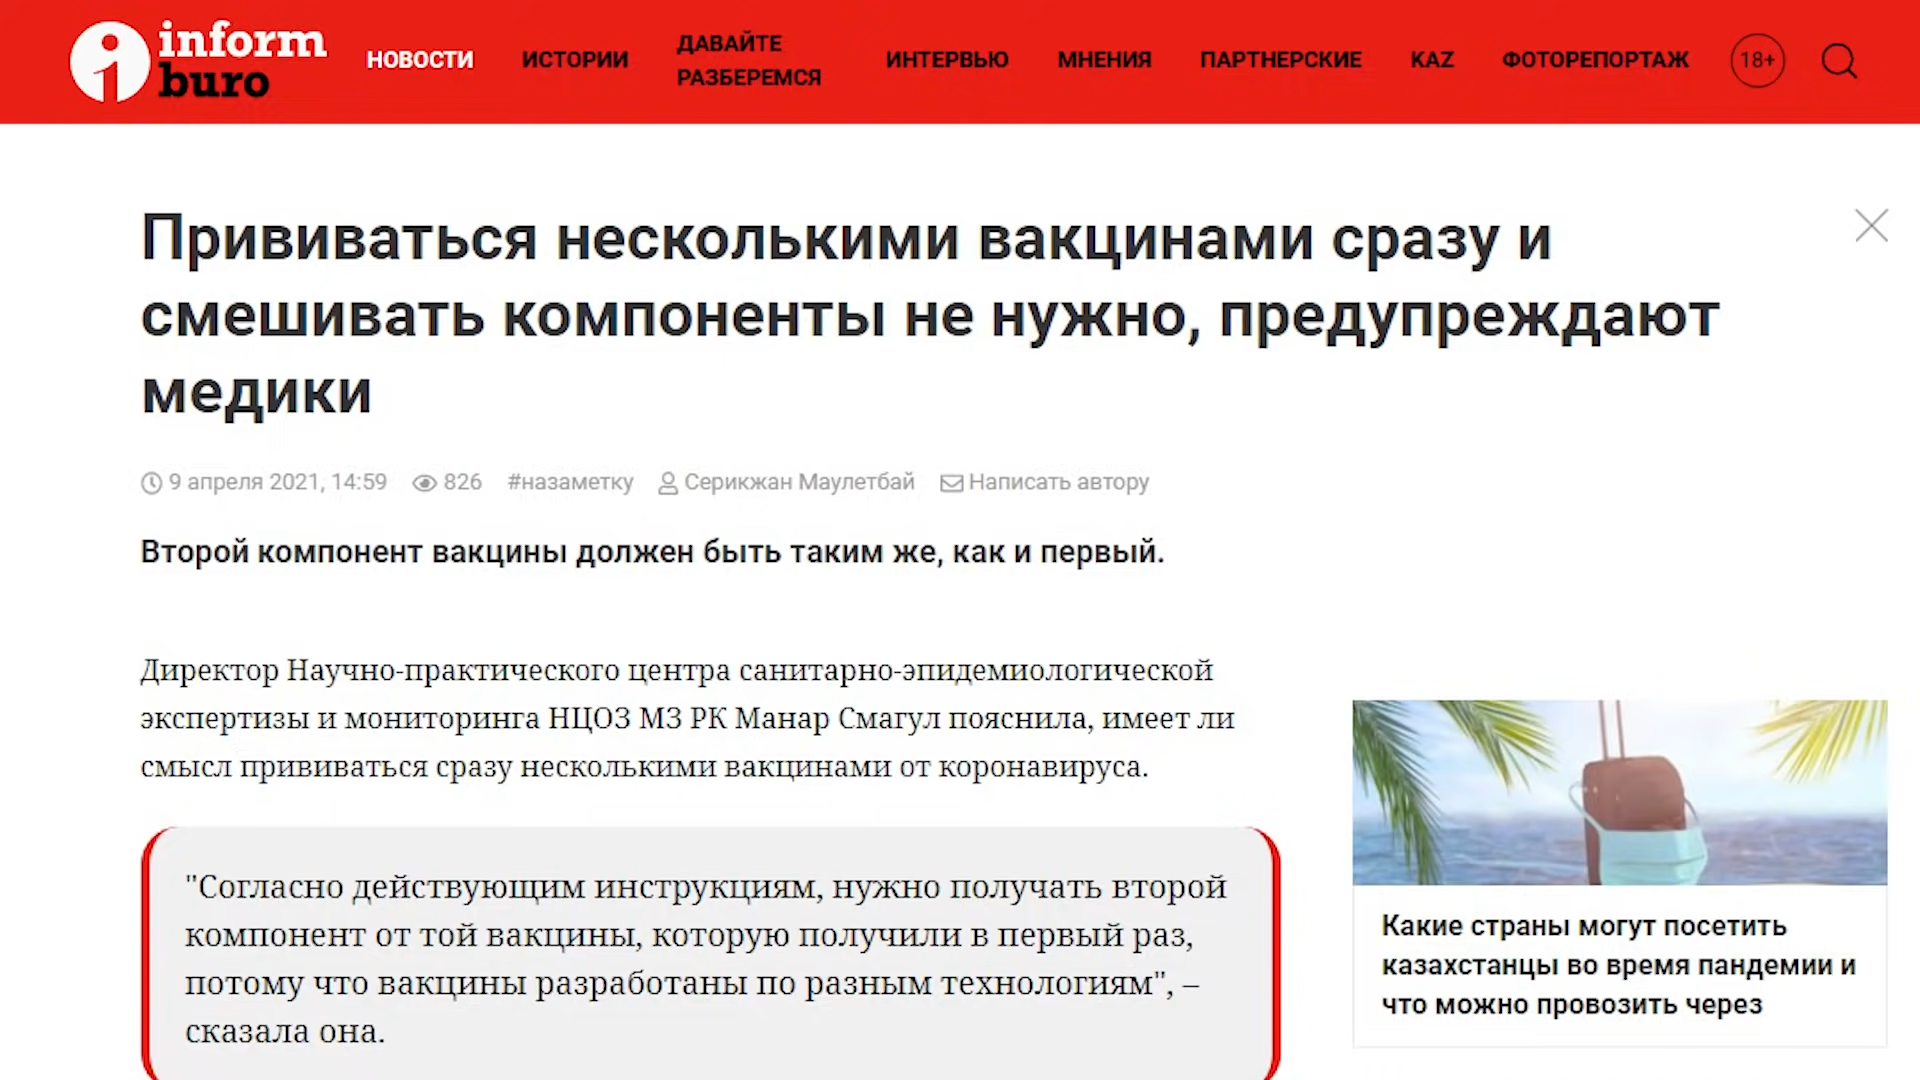 inform
buro
НОВОСТИ
ИСТОРИИ
ДАВАЙТЕ
РАЗБЕРЕМСЯ
ИНТЕРВЬЮ
МНЕНИЯ
ПАРТНЕРСКИЕ
KAZ
ФОТОРЕПОРТАЖ
18+
Прививаться несколькими вакцинами сразу и
смешивать компоненты не нужно, предупреждают
медики
9 апреля 2021, 14:59 826 #назаметку Серикжан Маулетбай Написать автору
Второй компонент вакцины должен быть таким же, как и первый.
Директор Научно-практического центра санитарно-эпидемиологической
экспертизы и мониторинга НЦОЗ МЗ РК Манар Смагул пояснила, имеет ли
смысл прививаться сразу несколькими вакцинами от коронавируса.
"Согласно действующим инструкциям, нужно получать второй
компонент от той вакцины, которую получили в первый раз,
потому что вакцины разработаны по разным технологиям", –
сказала она.
Какие страны могут посетить
казахстанцы во время пандемии и
что можно провозить через